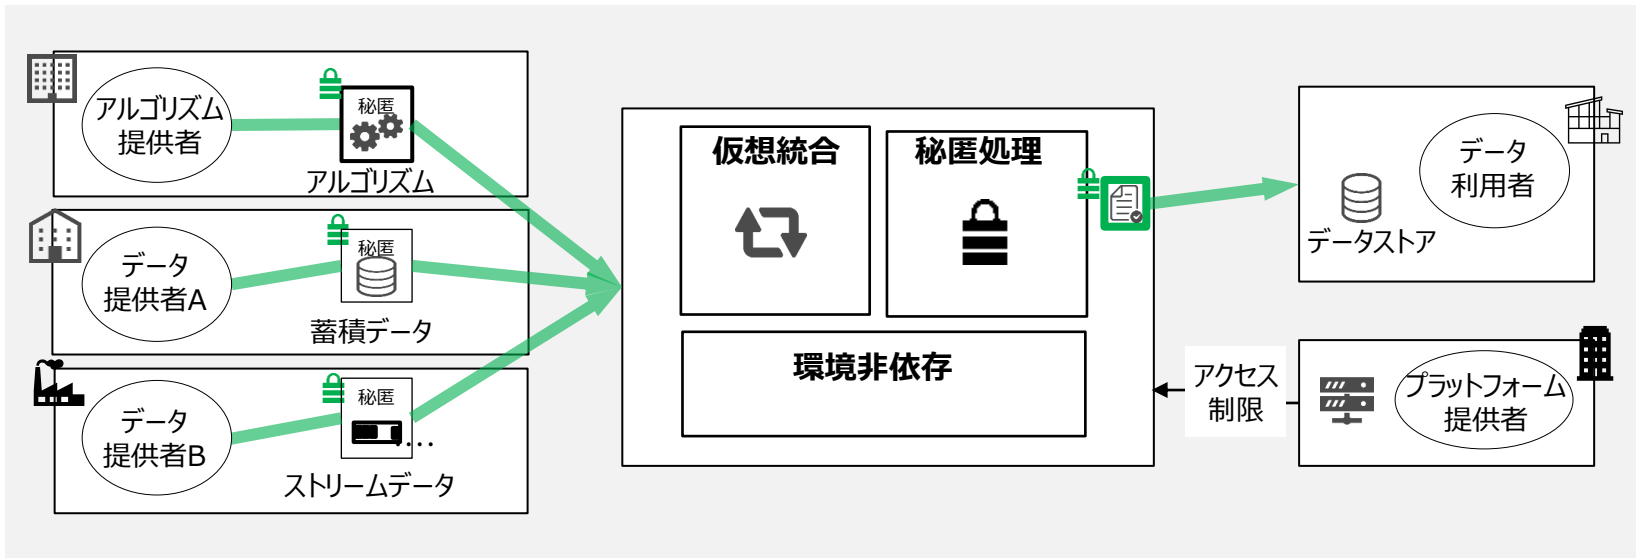 アルゴリズム
提供者
秘匿
アルゴリズム
データ
提供者A
秘匿
蓄積データ
データ
提供者B
秘匿
ストリームデータ
仮想統合
秘匿処理
環境非依存
データ
利用者
データストア
アクセス
制限
プラットフォーム
提供者